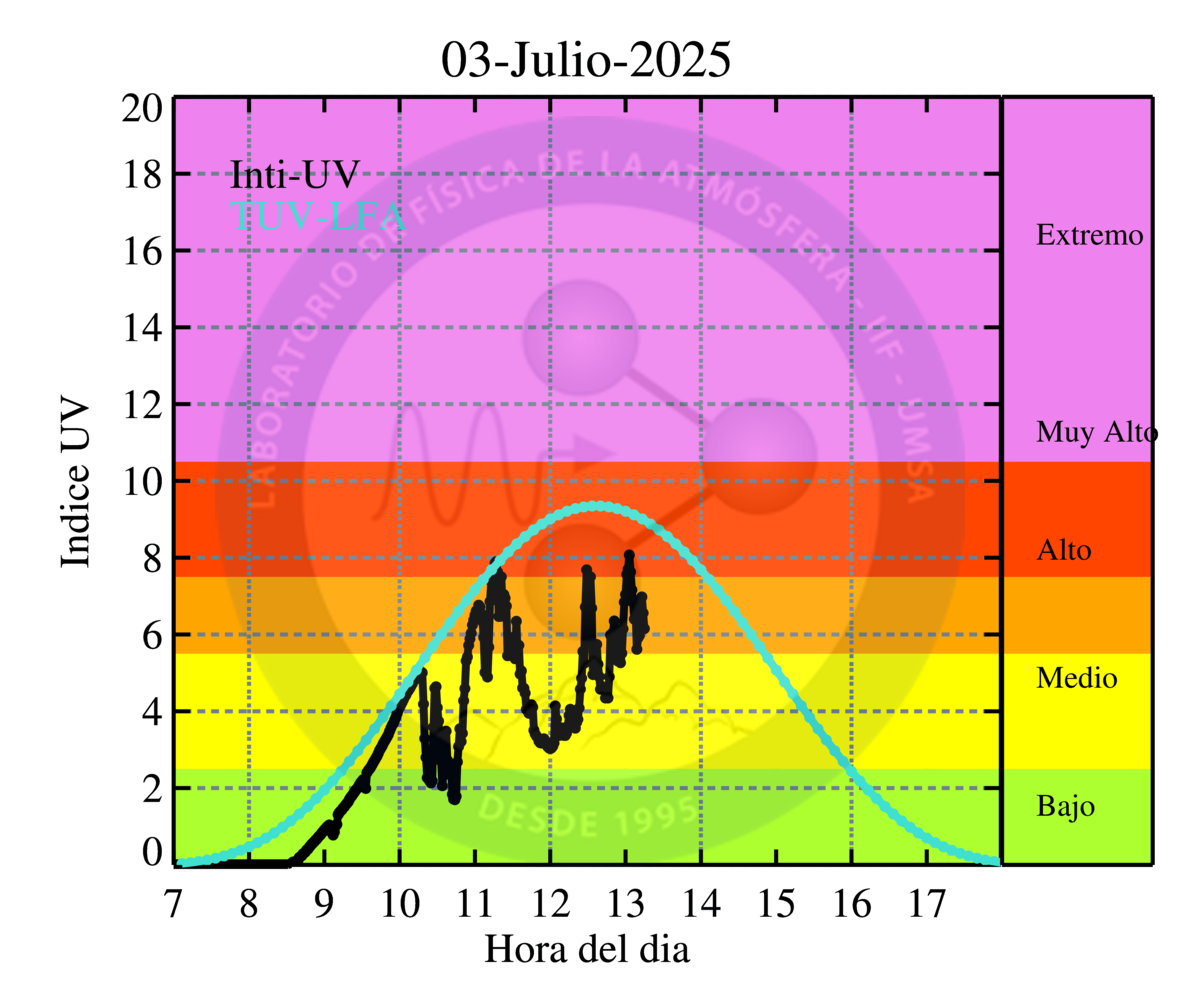 03-Julio-2025
20
18
16
14
12
10
8
6
4
2
0
Indice UV
Inti-UV
TUV-LFA
LABORATORIO DE FÍSICA DE LA ATMÓSFERA - IIF - UMSA
DESDE 1995
Extremo
Muy Alto
Alto
Medio
Bajo
7 8 9 10 11 12 13 14 15 16 17
Hora del dia